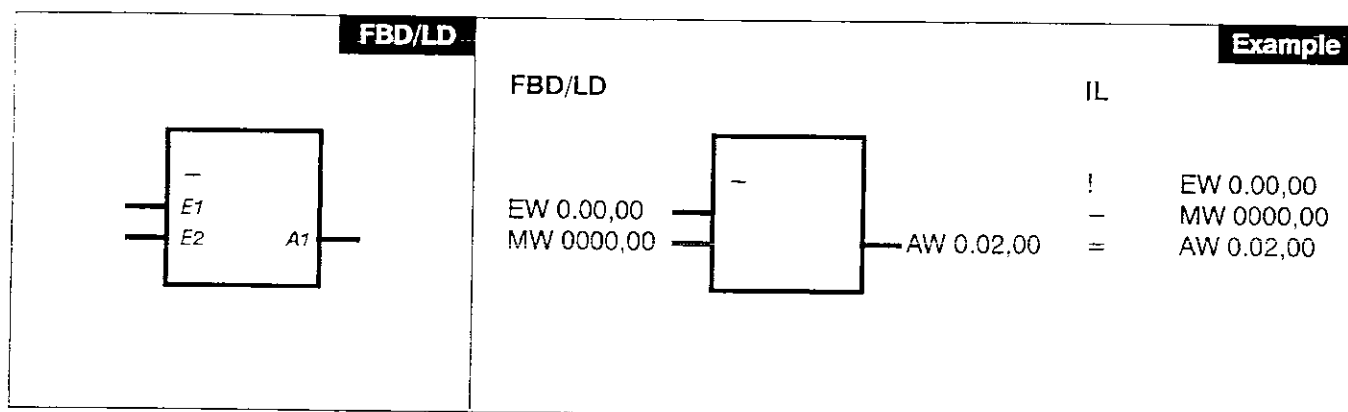 FBD/LD
–
E1
E2 A1
Example
FBD/LD
IL
–
EW 0.00,00
MW 0000,00
AW 0.02,00
! EW 0.00,00
– MW 0000,00
= AW 0.02,00